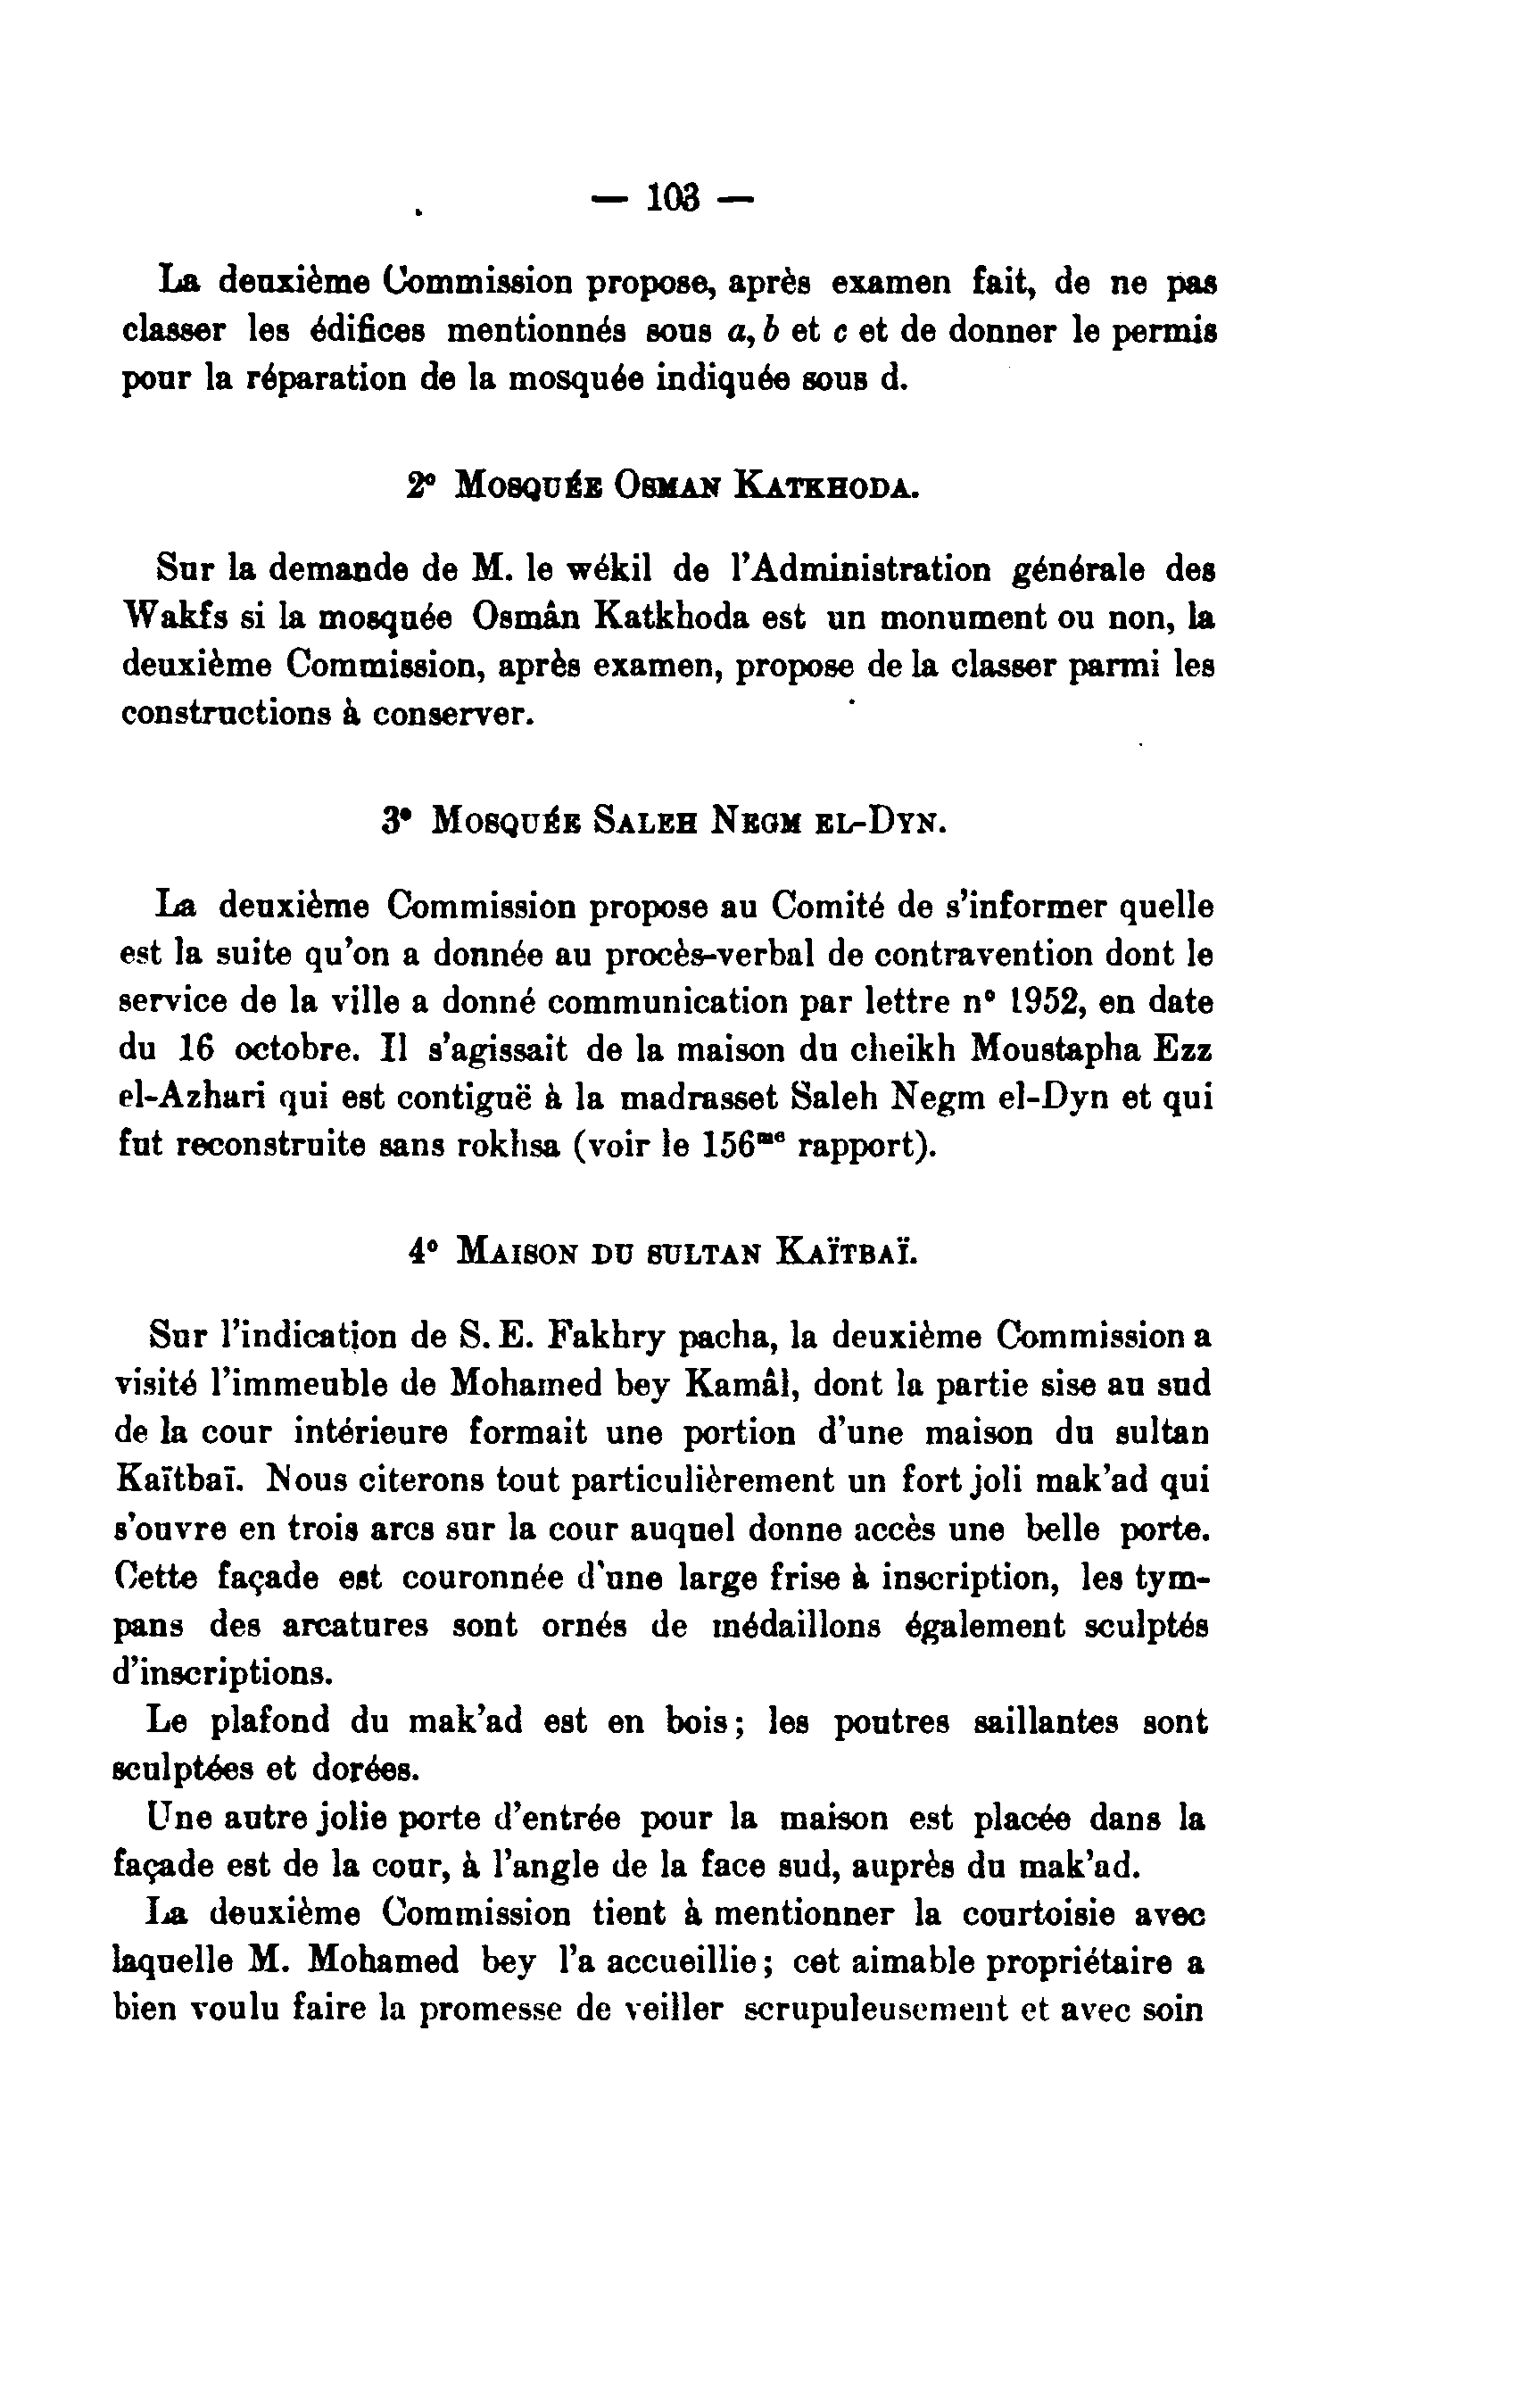 — 103 —
La deuxième Commission propose, après examen fait, de ne pas
classer les édifices mentionnés sous a, b et c et de donner le permis
pour la réparation de la mosquée indiquée sous d.
2° MOSQUÉE OSMAN KATKHODA.
Sur la demande de M. le wékil de l'Administration générale des
Wakfs si la mosquée Osmân Katkhoda est un monument ou non, la
deuxième Commission, après examen, propose de la classer parmi les
constructions à conserver.
3° MOSQUÉE SALEH NEGM EL-DYN.
La deuxième Commission propose au Comité de s'informer quelle
est la suite qu'on a donnée au procès-verbal de contravention dont le
service de la ville a donné communication par lettre n° 1952, en date
du 16 octobre. Il s'agissait de la maison du cheikh Moustapha Ezz
el-Azhari qui est contiguë à la madrasset Saleh Negm el-Dyn et qui
fut reconstruite sans rokhsa (voir le 156me rapport).
4° MAISON DU SULTAN KAÏTBAÏ.
Sur l'indication de S. E. Fakhry pacha, la deuxième Commission a
visité l'immeuble de Mohamed bey Kamâl, dont la partie sise au sud
de la cour intérieure formait une portion d'une maison du sultan
Kaïtbaï. Nous citerons tout particulièrement un fort joli mak'ad qui
s'ouvre en trois arcs sur la cour auquel donne accès une belle porte.
Cette façade est couronnée d'une large frise à inscription, les tym-
pans des arcatures sont ornés de médaillons également sculptés
d'inscriptions.
Le plafond du mak'ad est en bois; les poutres saillantes sont
sculptées et dorées.
Une autre jolie porte d'entrée pour la maison est placée dans la
façade est de la cour, à l'angle de la face sud, auprès du mak'ad.
La deuxième Commission tient à mentionner la courtoisie avec
laquelle M. Mohamed bey l'a accueillie; cet aimable propriétaire a
bien voulu faire la promesse de veiller scrupuleusement et avec soin